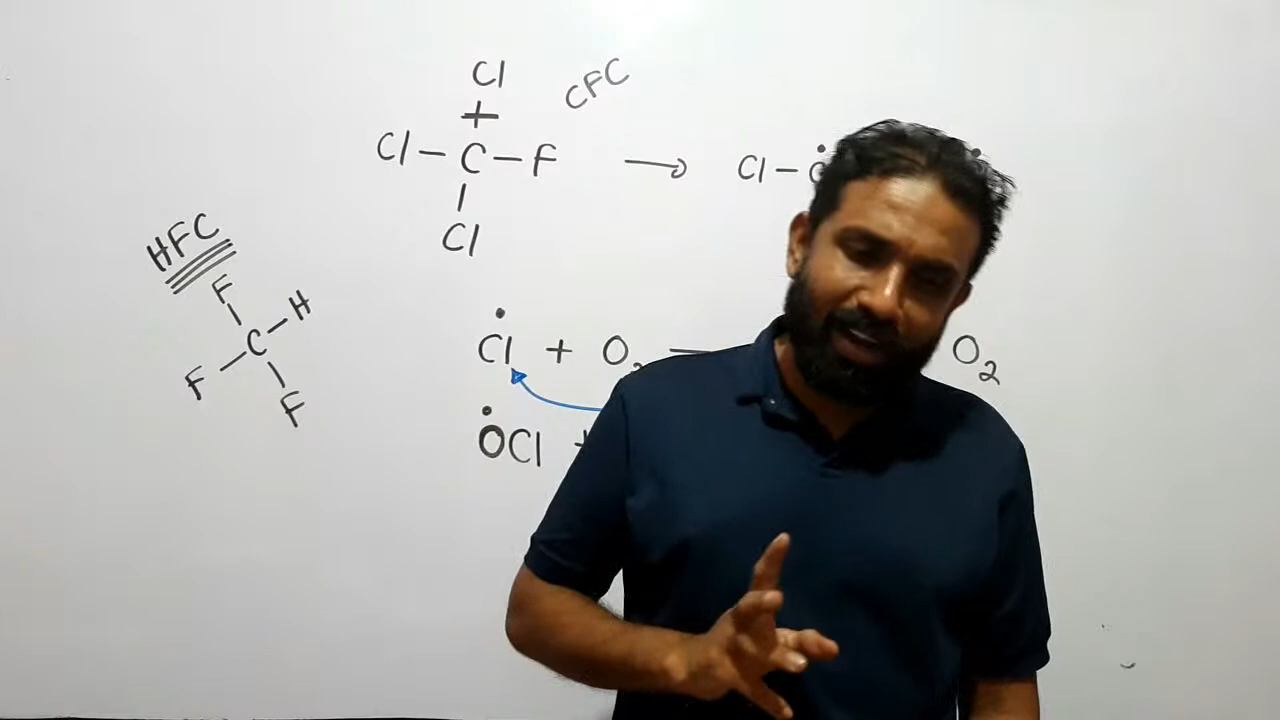 Cl
CFC
Cl – C – F → Cl –
Cl
HFC
F
H
C
F
F
Cl + O
O2
OCl +